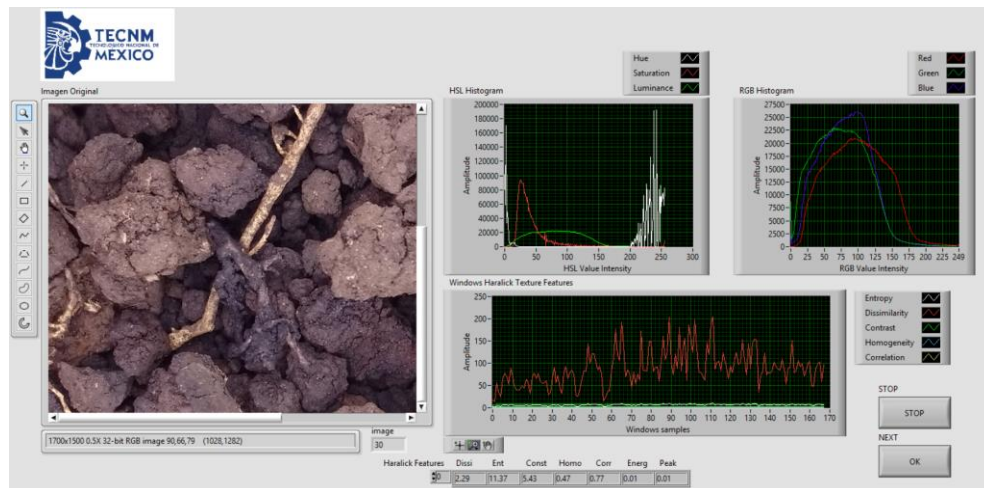 TECNM
TECNOLÓGICO NACIONAL DE
MEXICO
Imagen Original
1700x1500 0.5X 32-bit RGB image 90,66,79 (1028,1282)
image
30
HSL Histogram
Hue
Saturation
Luminance
Amplitude
200000
180000
160000
140000
120000
100000
80000
60000
40000
20000
0
0 50 100 150 200 250 300
HSL Value Intensity
RGB Histogram
Red
Green
Blue
Amplitude
27500
25000
22500
20000
17500
15000
12500
10000
7500
5000
2500
0
0 25 50 75 100 125 150 175 200 225 249
RGB Value Intensity
Windows Haralick Texture Features
Amplitude
250
200
150
100
50
0
0 10 20 30 40 50 60 70 80 90 100 110 120 130 140 150 160 170
Windows samples
Entropy
Dissimilarity
Contrast
Homogeneity
Correlation
STOP
STOP
NEXT
OK
Haralick Features Dissi Ent Const Homo Corr Energ Peak
0 2.29 11.37 5.43 0.47 0.77 0.01 0.01